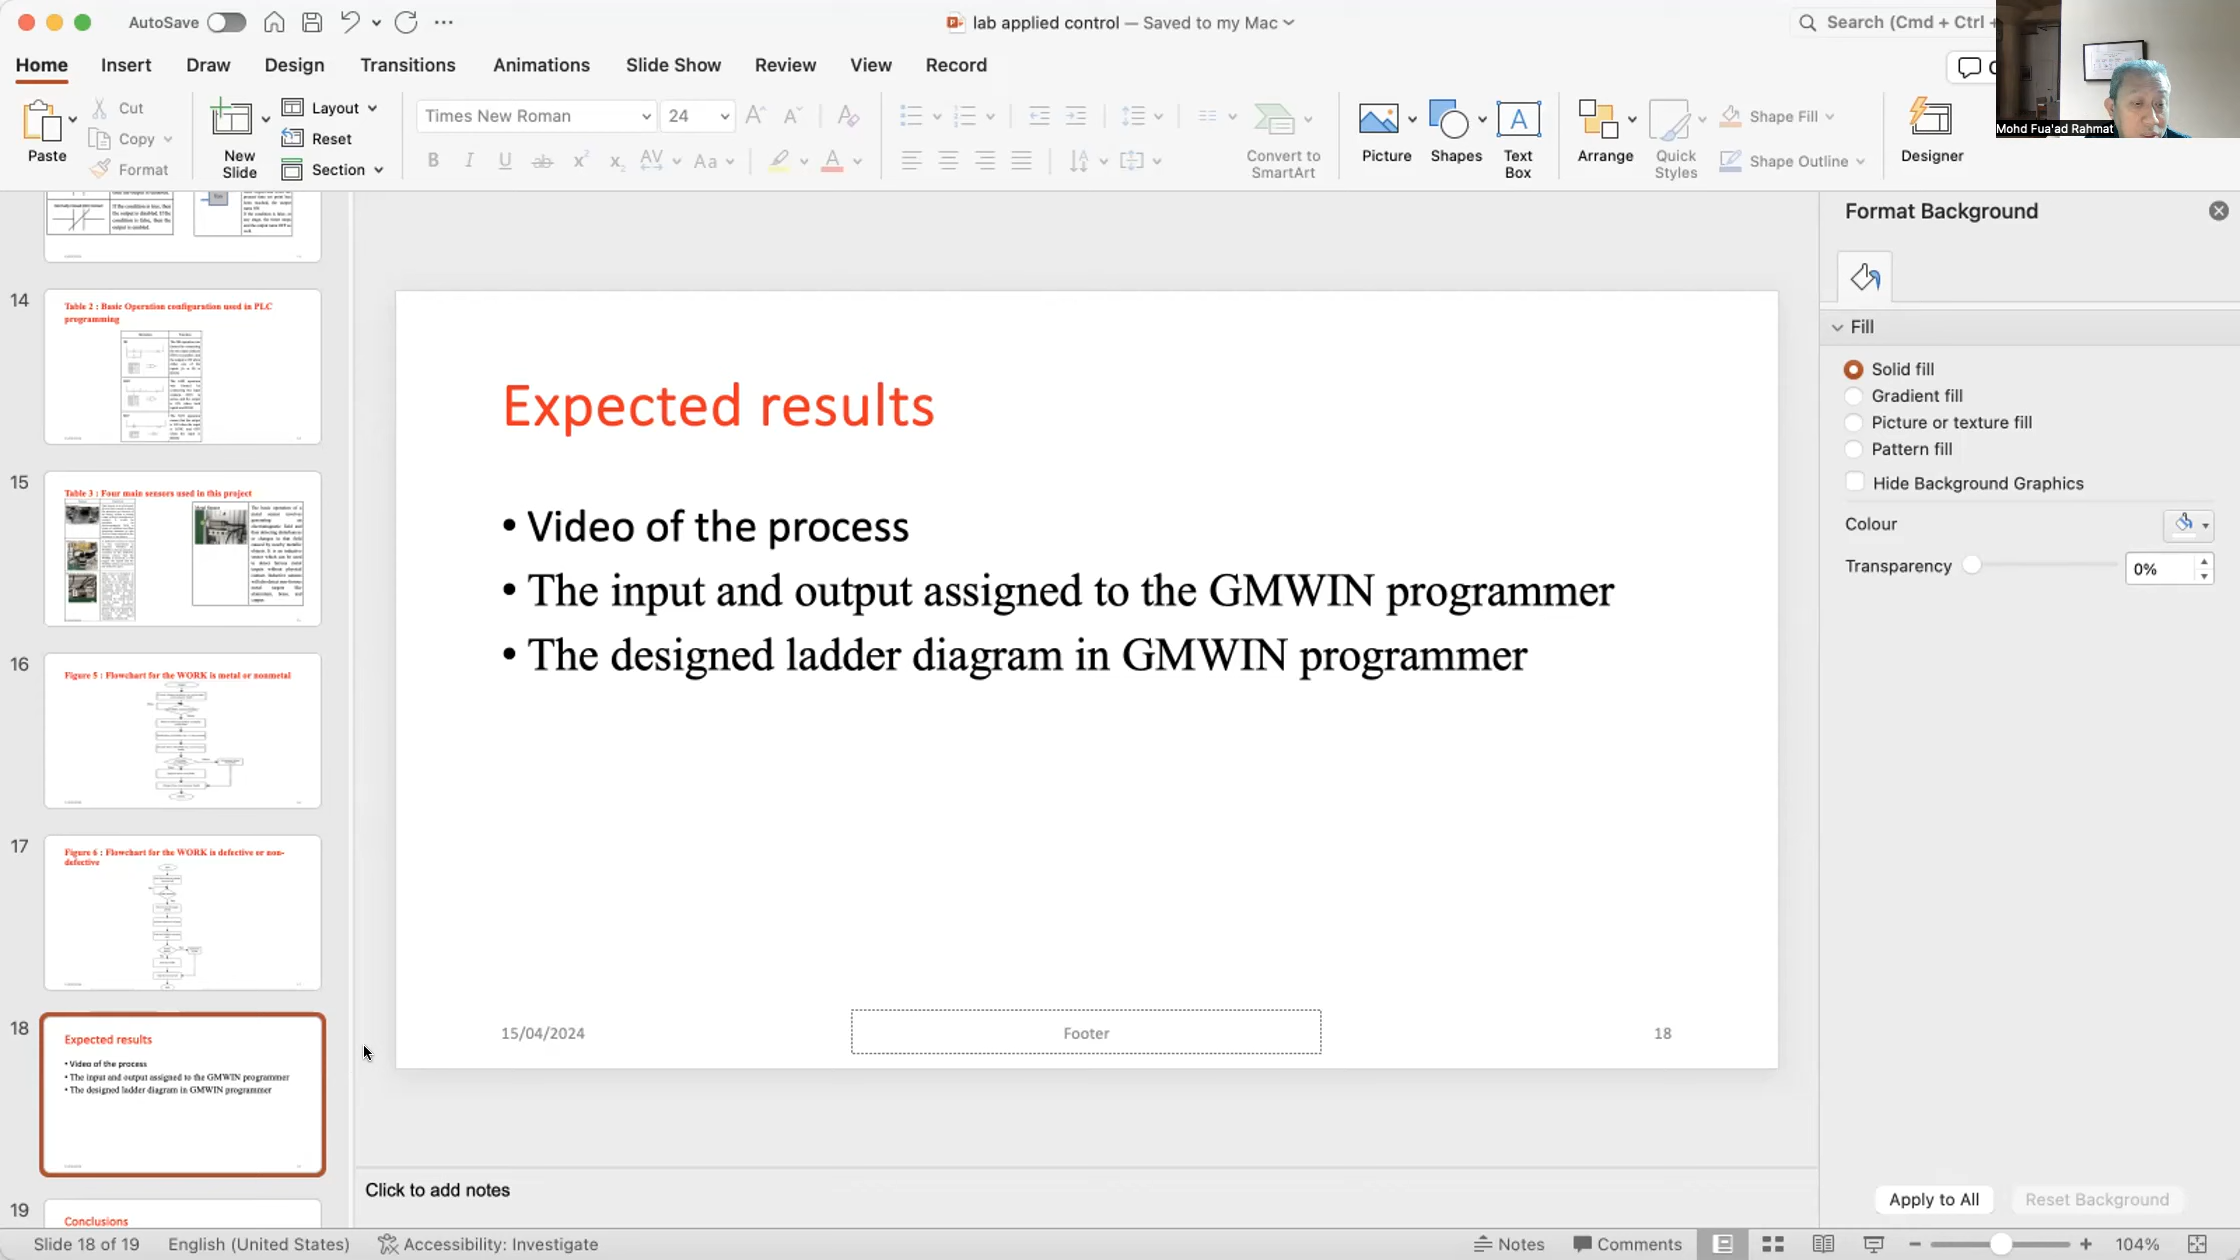 AutoSave
lab applied control — Saved to my Mac
Search (Cmd + Ctrl +
Home Insert Draw Design Transitions Animations Slide Show Review View Record
Paste
Cut
Copy
Format
New
Slide
Layout
Reset
Section
Times New Roman 24
Convert to
SmartArt
Picture
Shapes
Text
Box
Arrange
Quick
Styles
Shape Fill
Shape Outline
Designer
Mohd Fua'ad Rahmat
14
Table 2 : Basic Operation configuration used in PLC
programming
15
Table 3 : Four main sensors used in this project
16
Figure 5 : Flowchart for the WORK is metal or nonmetal
17
Figure 6 : Flowchart for the WORK is defective or non-
defective
18
Expected results
• Video of the process
• The input and output assigned to the GMWIN programmer
• The designed ladder diagram in GMWIN programmer
19
Conclusions
Expected results
• Video of the process
• The input and output assigned to the GMWIN programmer
• The designed ladder diagram in GMWIN programmer
15/04/2024
Footer
18
Click to add notes
Format Background
Fill
Solid fill
Gradient fill
Picture or texture fill
Pattern fill
Hide Background Graphics
Colour
Transparency 0%
Apply to All
Reset Background
Slide 18 of 19 English (United States) Accessibility: Investigate
Notes Comments 104%